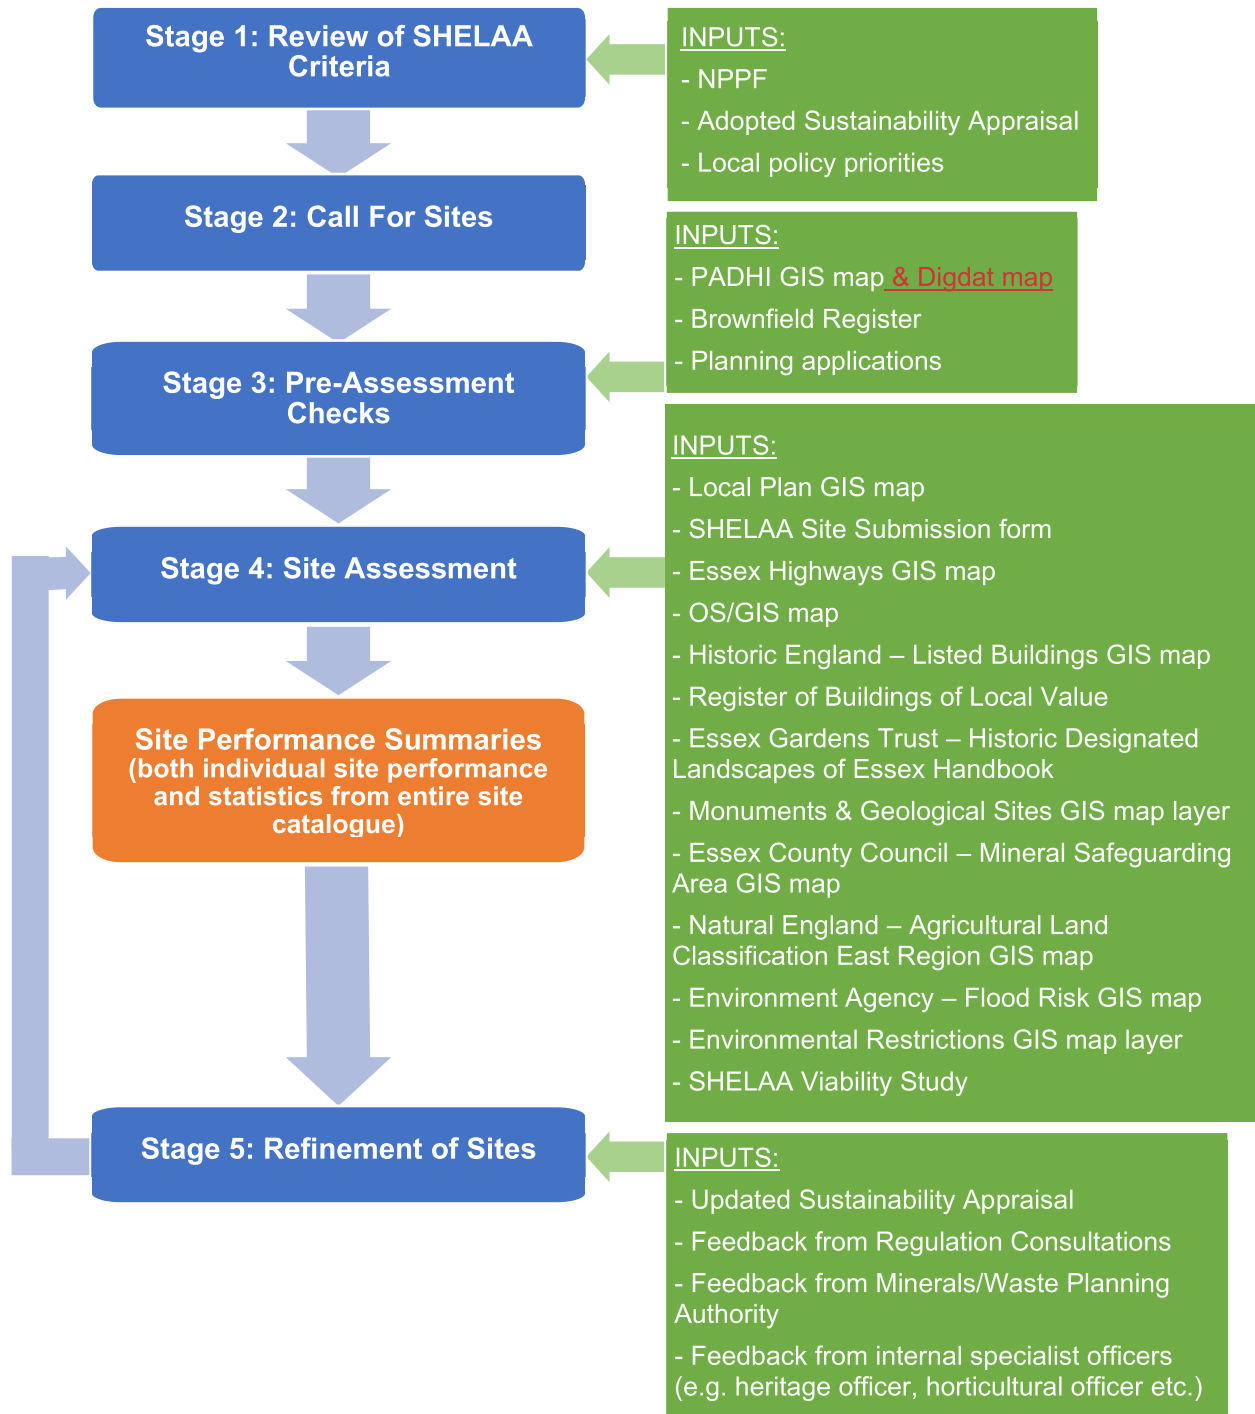 Stage 1: Review of SHELAA
Criteria
INPUTS:
- NPPF
- Adopted Sustainability Appraisal
- Local policy priorities
Stage 2: Call For Sites
INPUTS:
- PADHI GIS map & Digdat map
- Brownfield Register
- Planning applications
Stage 3: Pre-Assessment
Checks
INPUTS:
- Local Plan GIS map
- SHELAA Site Submission form
- Essex Highways GIS map
- OS/GIS map
- Historic England – Listed Buildings GIS map
- Register of Buildings of Local Value
- Essex Gardens Trust – Historic Designated
Landscapes of Essex Handbook
- Monuments & Geological Sites GIS map layer
- Essex County Council – Mineral Safeguarding
Area GIS map
- Natural England – Agricultural Land
Classification East Region GIS map
- Environment Agency – Flood Risk GIS map
- Environmental Restrictions GIS map layer
- SHELAA Viability Study
Stage 4: Site Assessment
Site Performance Summaries
(both individual site performance
and statistics from entire site
catalogue)
Stage 5: Refinement of Sites
INPUTS:
- Updated Sustainability Appraisal
- Feedback from Regulation Consultations
- Feedback from Minerals/Waste Planning
Authority
- Feedback from internal specialist officers
(e.g. heritage officer, horticultural officer etc.)